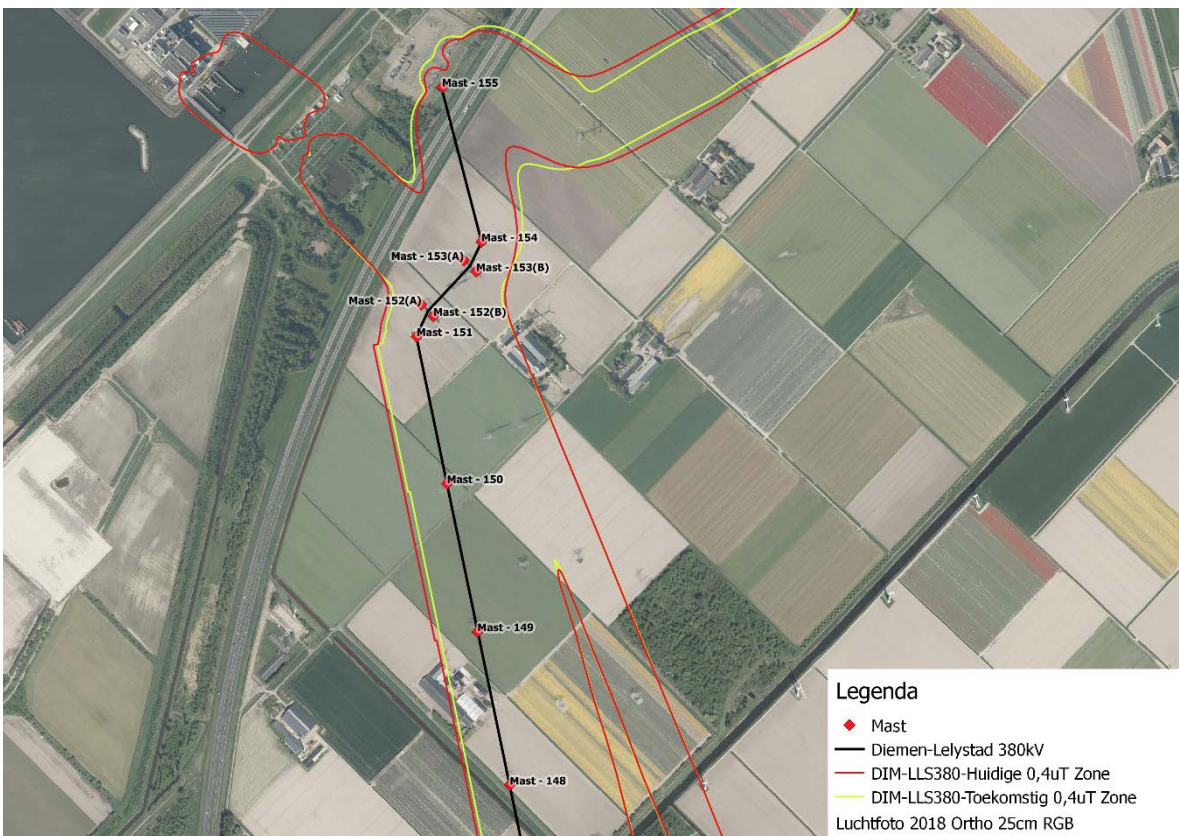 Mast - 155
Mast - 154
Mast - 153(A)
Mast - 153(B)
Mast - 152(A)
Mast - 152(B)
Mast - 151
Mast - 150
Mast - 149
Mast - 148
Legenda
Mast
Diemen-Lelystad 380kV
DIM-LLS380-Huidige 0,4uT Zone
DIM-LLS380-Toekomstig 0,4uT Zone
Luchtfoto 2018 Ortho 25cm RGB